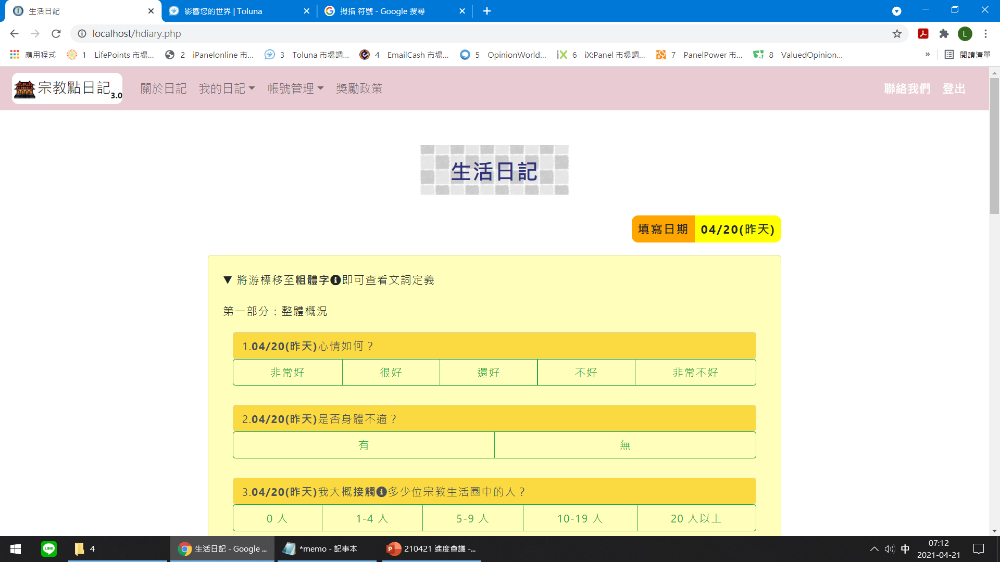 生活日記
影響您的世界 | Toluna
拇指 符號 - Google 搜尋
localhost/hdiary.php
L
應用程式
1 LifePoints 市場...
2 iPanelonline 市...
3 Toluna 市場調...
4 EmailCash 市場...
5 OpinionWorld...
6 iX:Panel 市場調...
7 PanelPower 市...
8 ValuedOpinion...
»
閱讀清單
宗教點日記3.0
關於日記
我的日記
帳號管理
獎勵政策
聯絡我們
登出
生活日記
填寫日期 04/20(昨天)
▼ 將游標移至粗體字即可查看文詞定義
第一部分：整體概況
1.04/20(昨天)心情如何？
非常好 很好 還好 不好 非常不好
2.04/20(昨天)是否身體不適？
有 無
3.04/20(昨天)我大概接觸多少位宗教生活圈中的人？
0 人 1-4 人 5-9 人 10-19 人 20 人以上
LINE
4
生活日記 - Google ...
*memo - 記事本
210421 進度會議 -...
中
07:12
2021-04-21